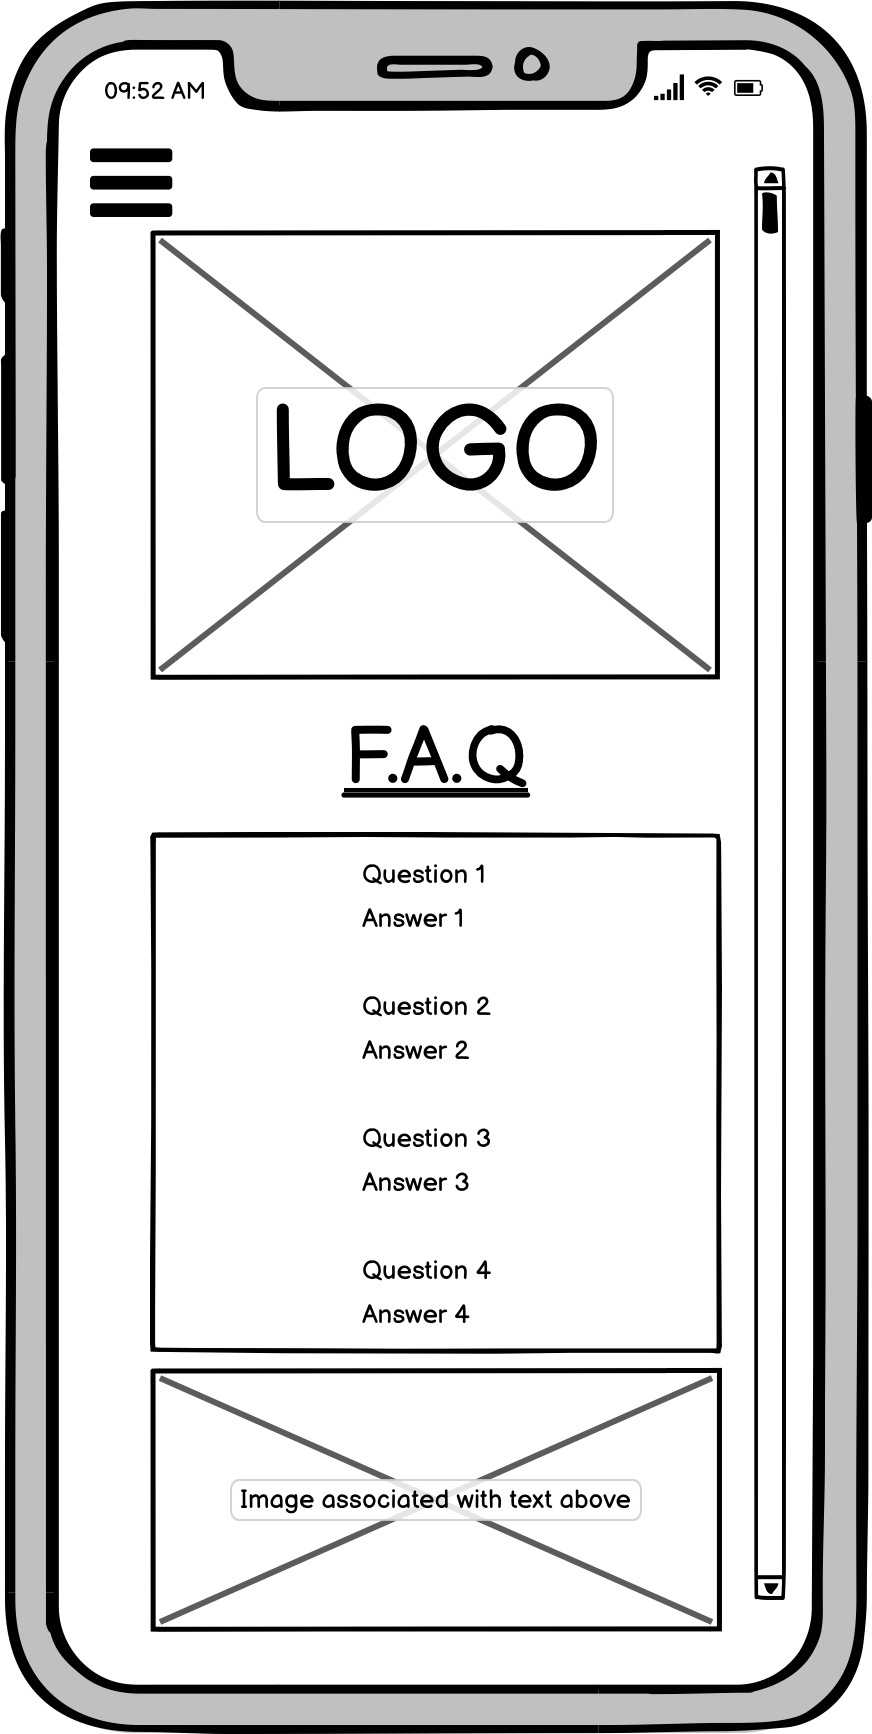 09:52 AM
LOGO
F.A.Q
Question 1
Answer 1
Question 2
Answer 2
Question 3
Answer 3
Question 4
Answer 4
Image associated with text above